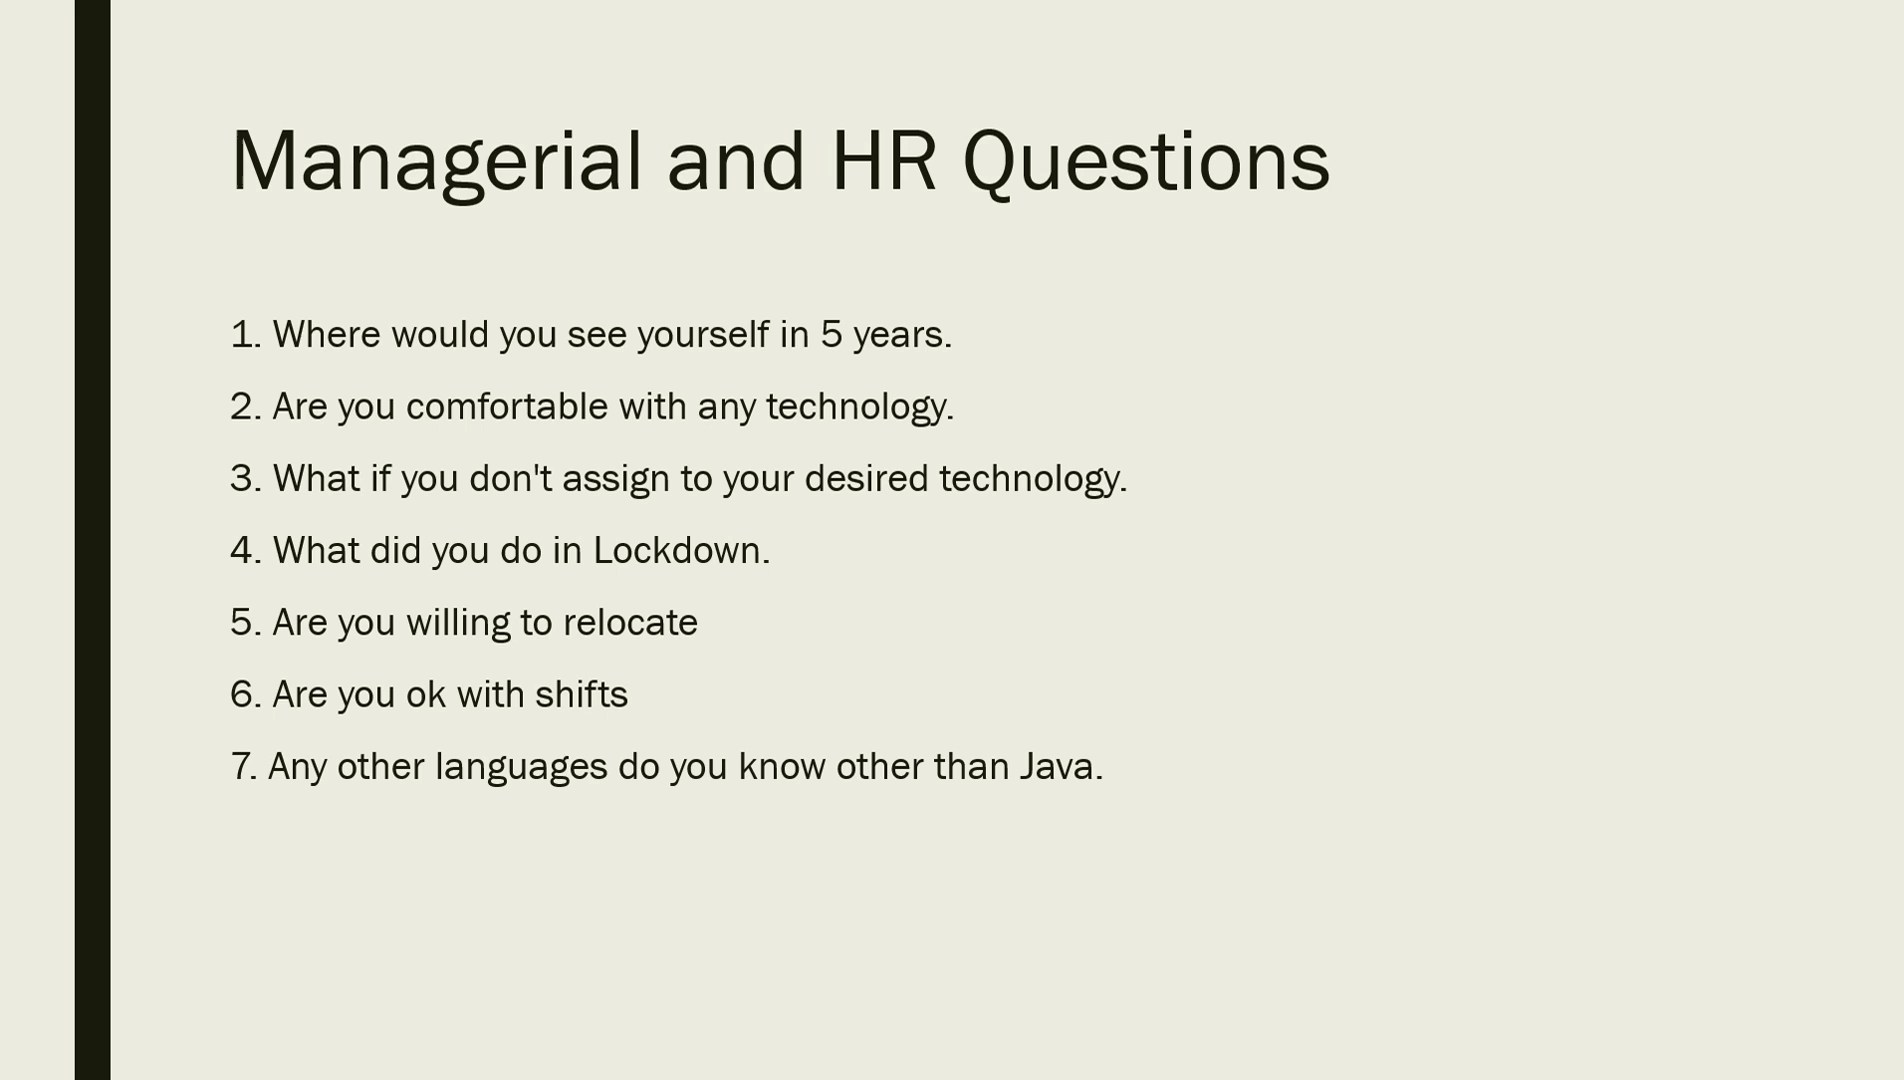 Managerial and HR Questions
1. Where would you see yourself in 5 years.
2. Are you comfortable with any technology.
3. What if you don't assign to your desired technology.
4. What did you do in Lockdown.
5. Are you willing to relocate
6. Are you ok with shifts
7. Any other languages do you know other than Java.